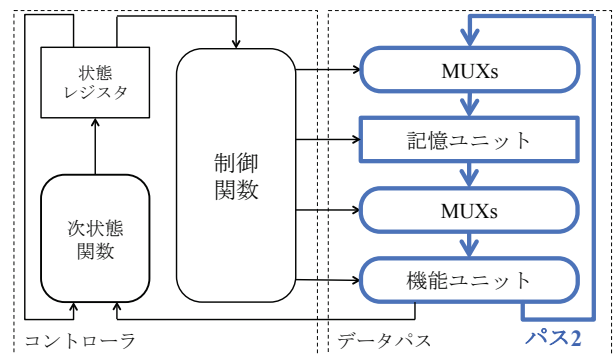 状態
レジスタ
次状態
関数
制御
関数
コントローラ
MUXs
記憶ユニット
MUXs
機能ユニット
データパス
パス2